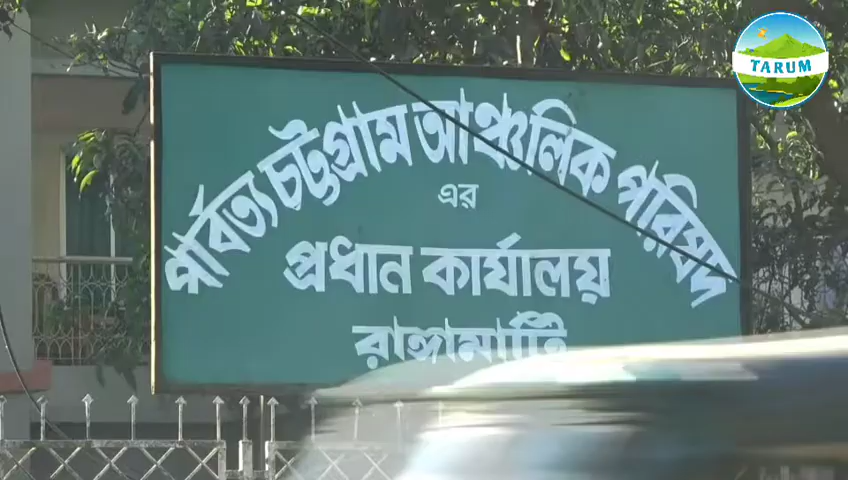 TARUM
পার্বত্য চট্টগ্রাম আঞ্চলিক পরিষদ
এর
প্রধান কার্যালয়
রাঙ্গামাটি